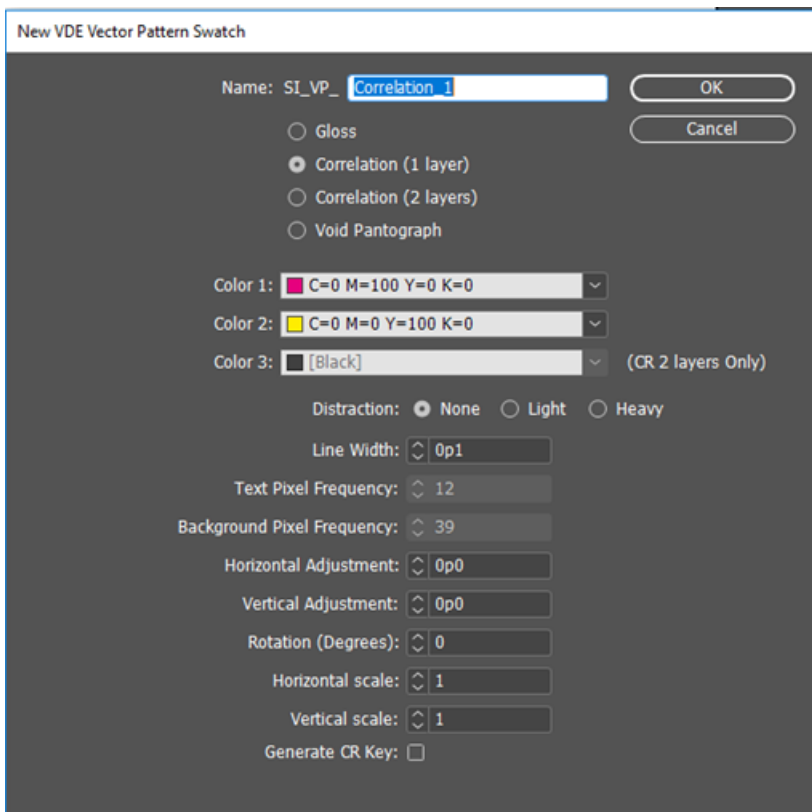 New VDE Vector Pattern Swatch
Name: SI_VP_ Correlation_1 OK
Gloss Cancel
Correlation (1 layer)
Correlation (2 layers)
Void Pantograph
Color 1: C=0 M=100 Y=0 K=0
Color 2: C=0 M=0 Y=100 K=0
Color 3: [Black] (CR 2 layers Only)
Distraction: None Light Heavy
Line Width: 0p1
Text Pixel Frequency: 12
Background Pixel Frequency: 39
Horizontal Adjustment: 0p0
Vertical Adjustment: 0p0
Rotation (Degrees): 0
Horizontal scale: 1
Vertical scale: 1
Generate CR Key: